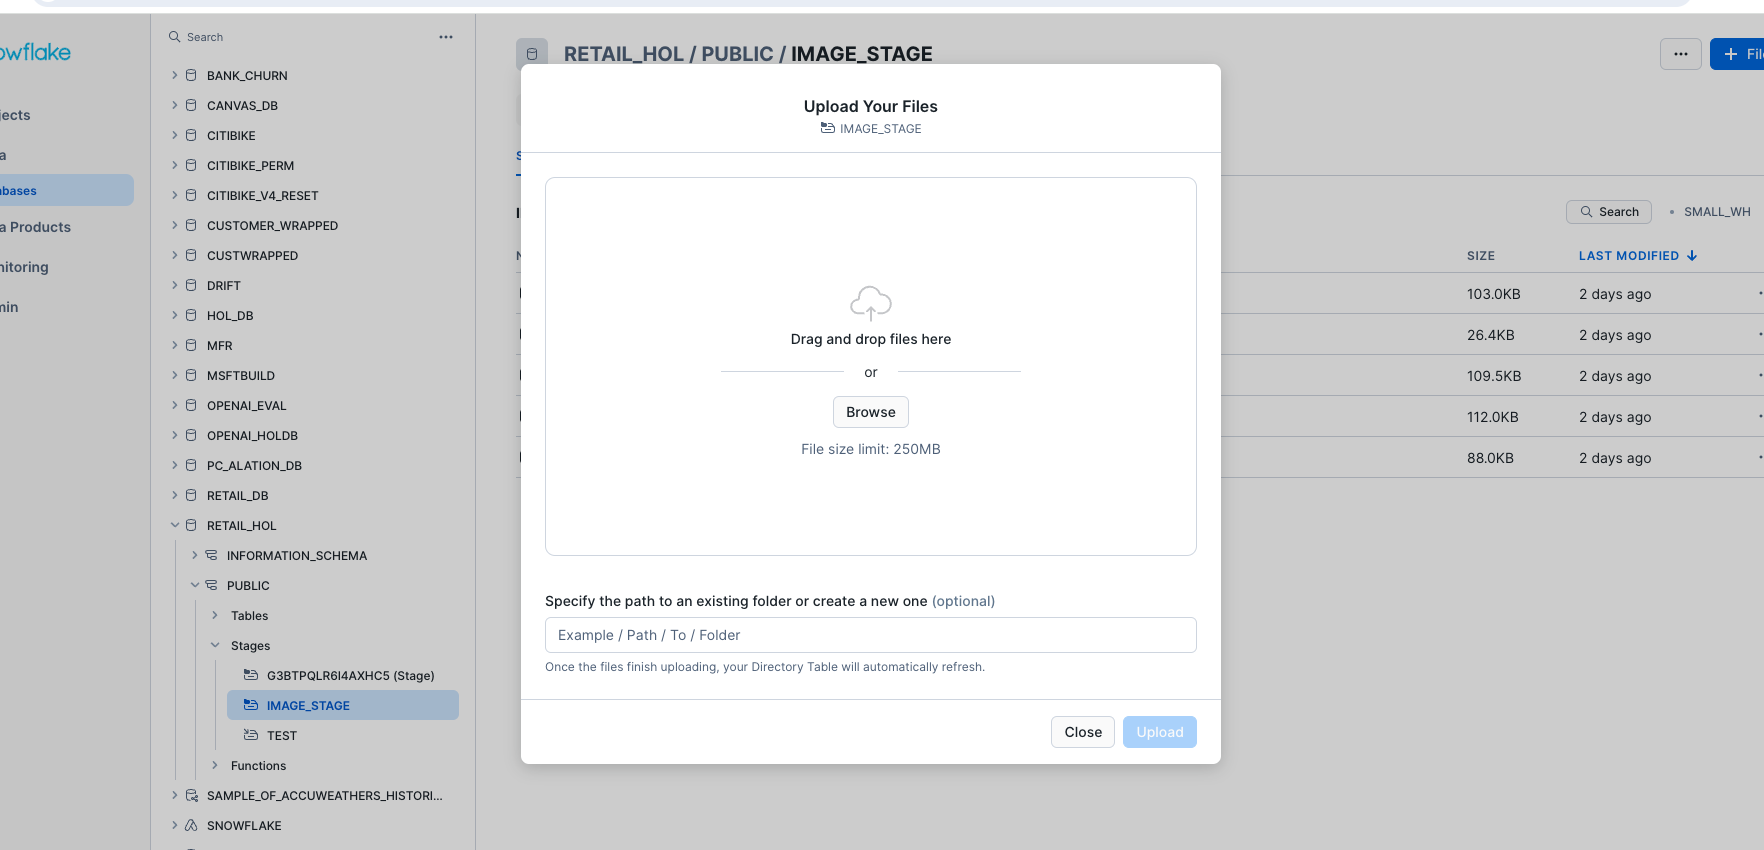 owflake
jects
a
bases
a Products
nitoring
min
Search
BANK_CHURN
CANVAS_DB
CITIBIKE
CITIBIKE_PERM
CITIBIKE_V4_RESET
CUSTOMER_WRAPPED
CUSTWRAPPED
DRIFT
HOL_DB
MFR
MSFTBUILD
OPENAI_EVAL
OPENAI_HOLDB
PC_ALATION_DB
RETAIL_DB
RETAIL_HOL
INFORMATION_SCHEMA
PUBLIC
Tables
Stages
G3BTPQLR6I4AXHC5 (Stage)
IMAGE_STAGE
TEST
Functions
SAMPLE_OF_ACCUWEATHERS_HISTORI...
SNOWFLAKE
RETAIL_HOL / PUBLIC / IMAGE_STAGE
+ File
Upload Your Files
IMAGE_STAGE
Drag and drop files here
or
Browse
File size limit: 250MB
Specify the path to an existing folder or create a new one (optional)
Example / Path / To / Folder
Once the files finish uploading, your Directory Table will automatically refresh.
Close Upload
Search • SMALL_WH
SIZE LAST MODIFIED
103.0KB 2 days ago
26.4KB 2 days ago
109.5KB 2 days ago
112.0KB 2 days ago
88.0KB 2 days ago